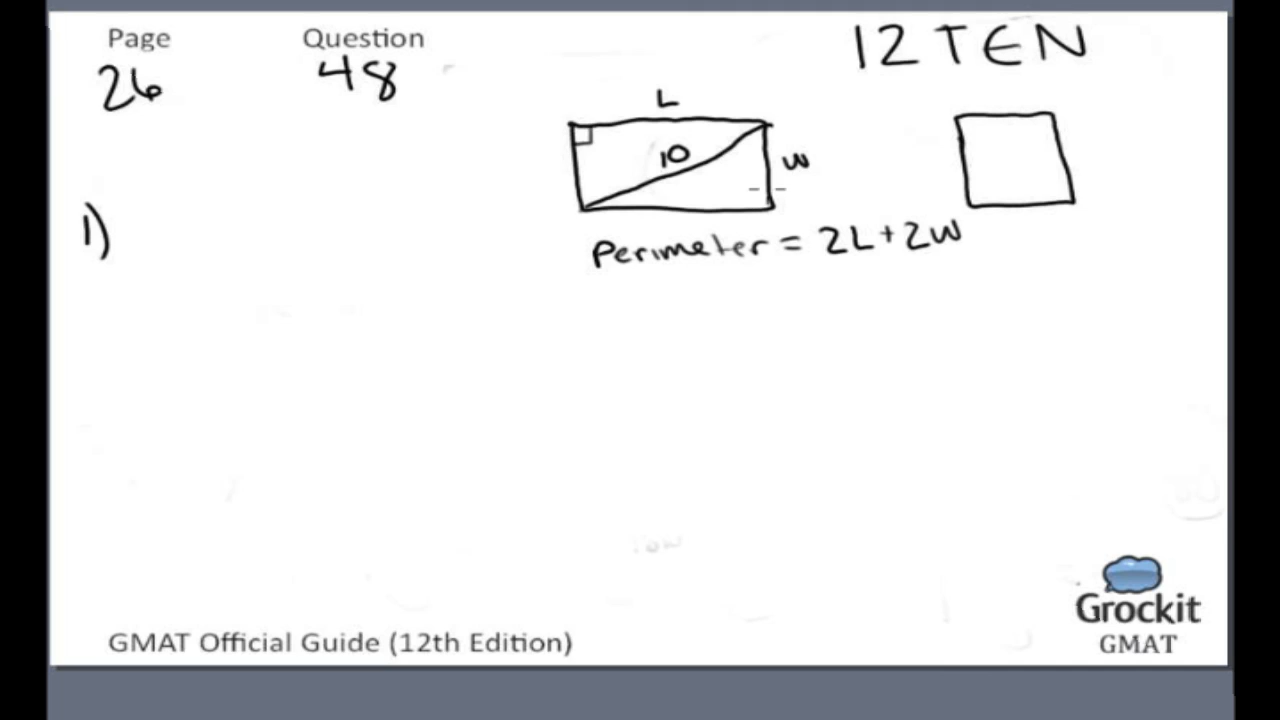 Page Question 12TEN
26 48
L
10 w
1) Perimeter = 2L+2W
GMAT Official Guide (12th Edition)
Grockit
GMAT